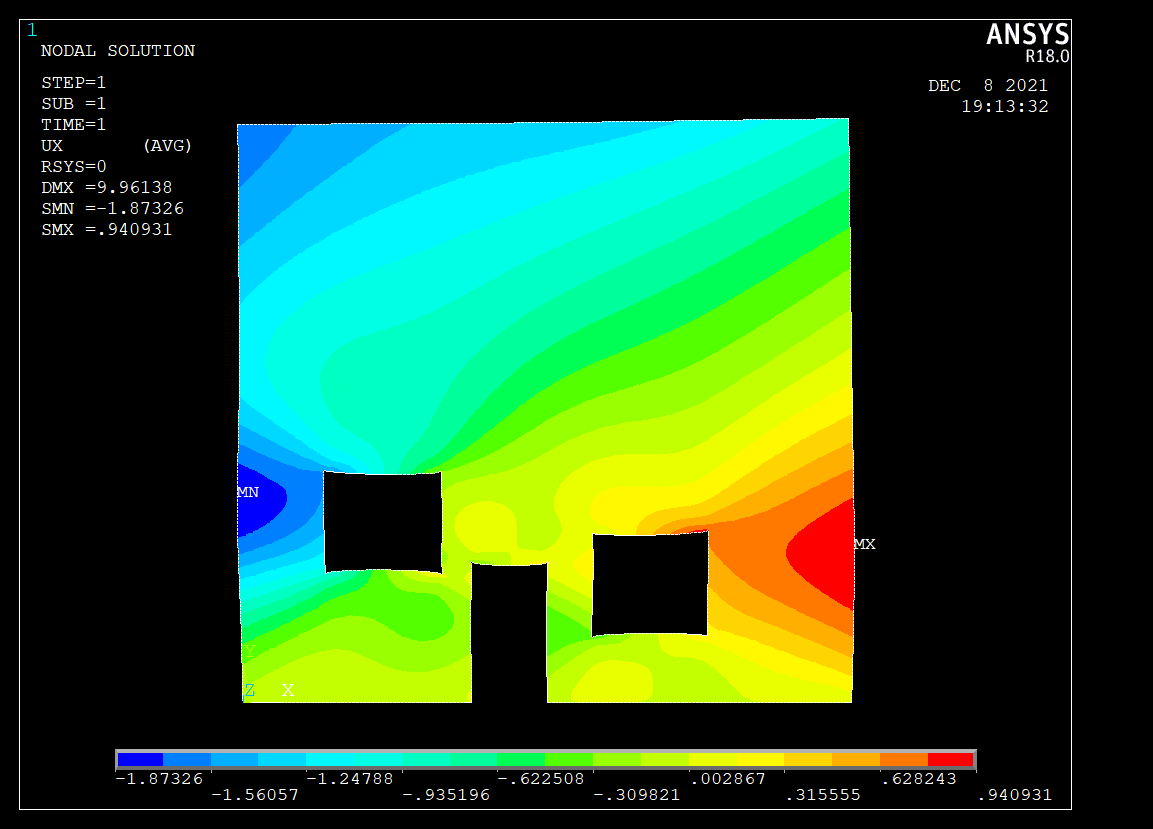 1
ANSYS
R18.0
NODAL SOLUTION
STEP=1
SUB =1
TIME=1
UX (AVG)
RSYS=0
DMX =9.96138
SMN =-1.87326
SMX =.940931
DEC 8 2021
19:13:32
MN
MX
Y
Z X
-1.87326 -1.24788 -.622508 .002867 .628243
-1.56057 -.935196 -.309821 .315555 .940931